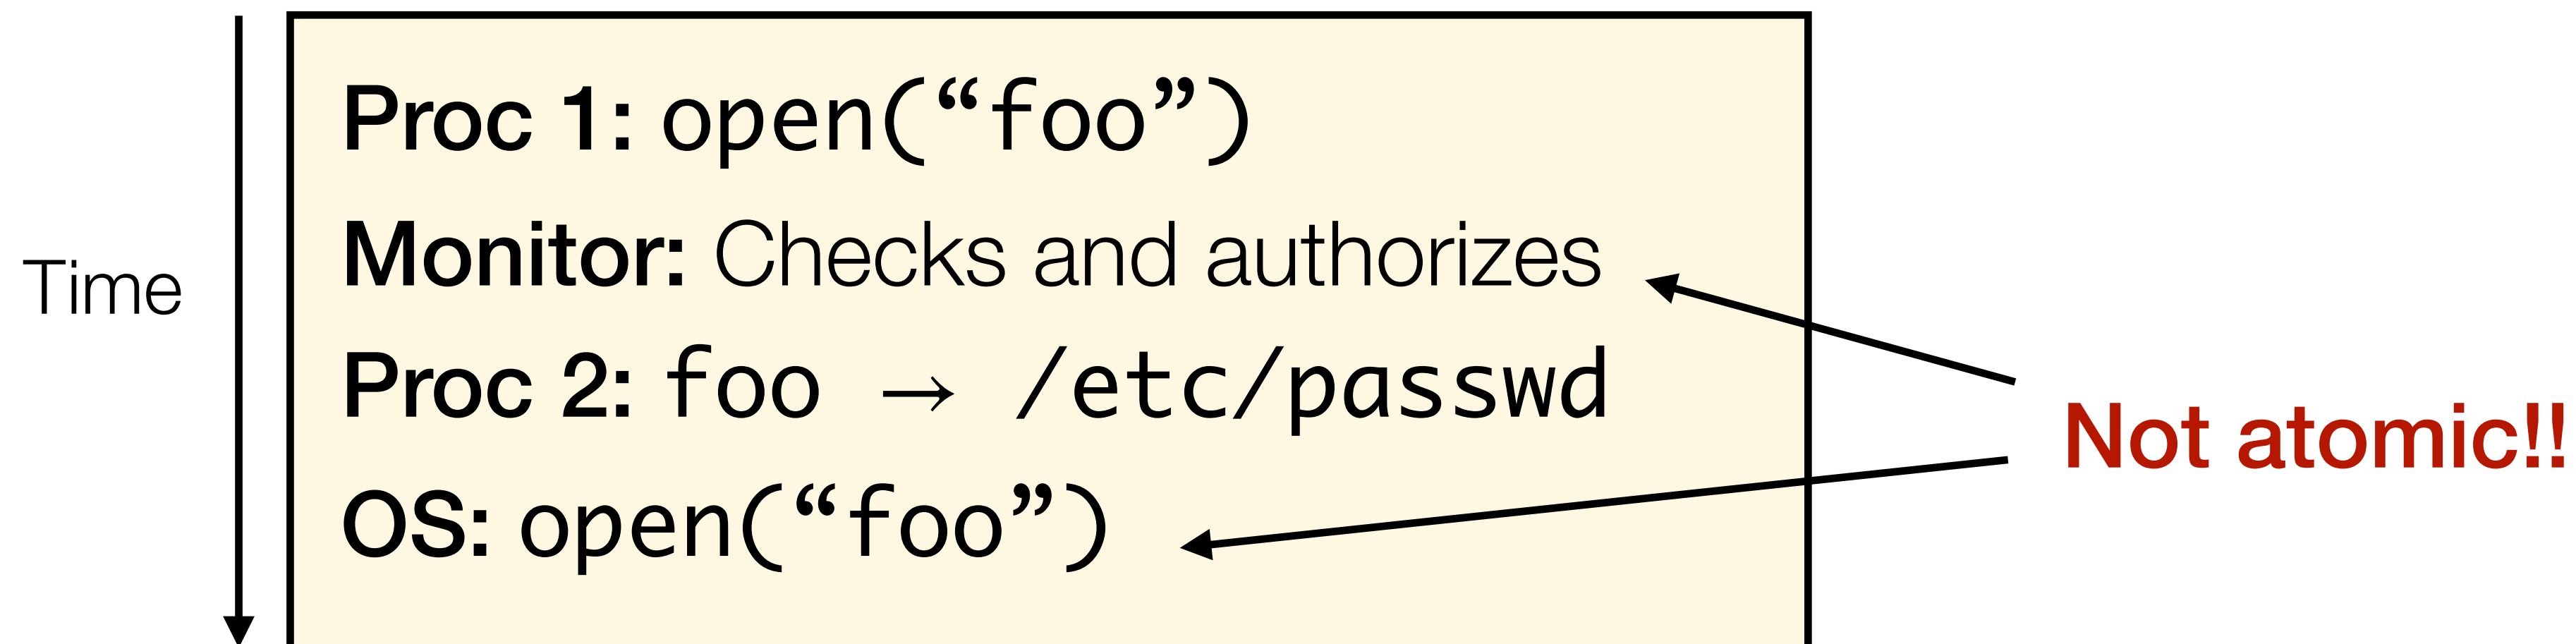 Time
Proc 1: open(“foo”)
Monitor: Checks and authorizes
Proc 2: foo → /etc/passwd
OS: open(“foo”)
Not atomic!!